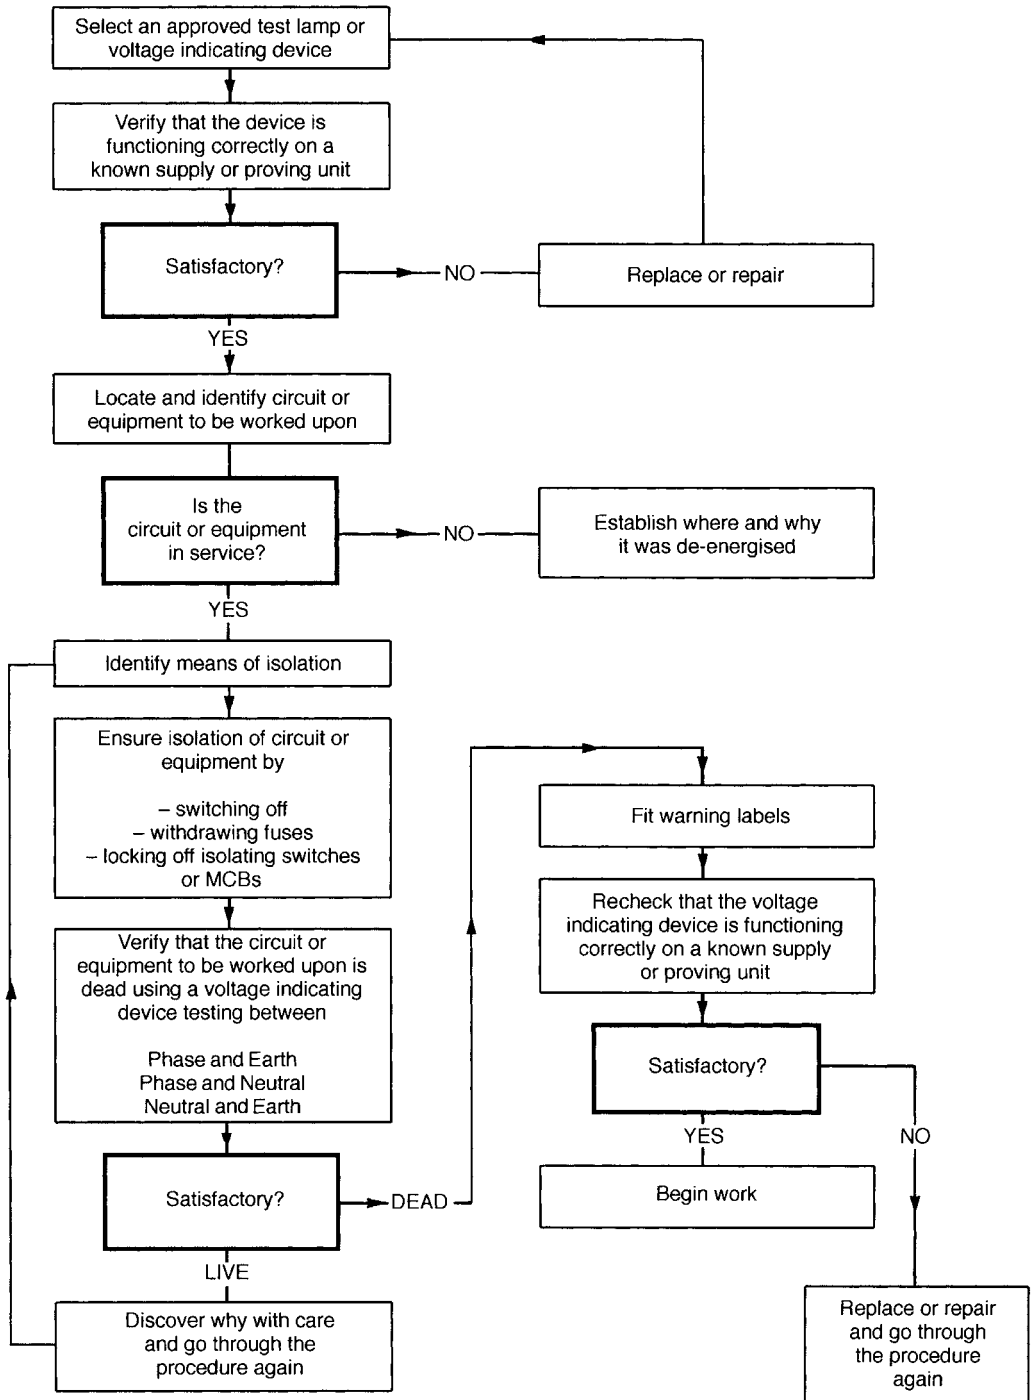 Select an approved test lamp or
voltage indicating device
Verify that the device is
functioning correctly on a
known supply or proving unit
Satisfactory?
NO
Replace or repair
YES
Locate and identify circuit or
equipment to be worked upon
Is the
circuit or equipment
in service?
NO
Establish where and why
it was de-energised
YES
Identify means of isolation
Ensure isolation of circuit or
equipment by
– switching off
– withdrawing fuses
– locking off isolating switches
or MCBs
Verify that the circuit or
equipment to be worked upon is
dead using a voltage indicating
device testing between
Phase and Earth
Phase and Neutral
Neutral and Earth
Satisfactory?
DEAD
LIVE
Discover why with care
and go through the
procedure again
Fit warning labels
Recheck that the voltage
indicating device is functioning
correctly on a known supply
or proving unit
Satisfactory?
YES
NO
Begin work
Replace or repair
and go through
the procedure
again